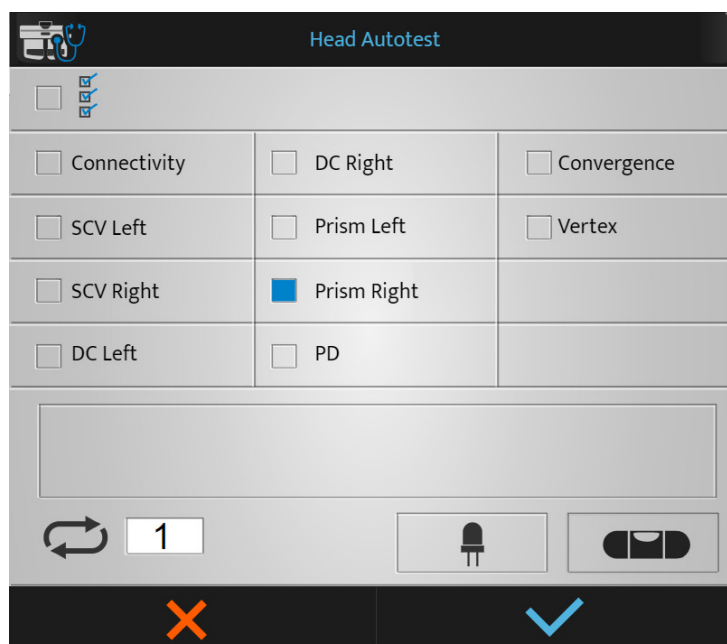 Head Autotest
Connectivity
DC Right
Convergence
SCV Left
Prism Left
Vertex
SCV Right
Prism Right
DC Left
PD
1